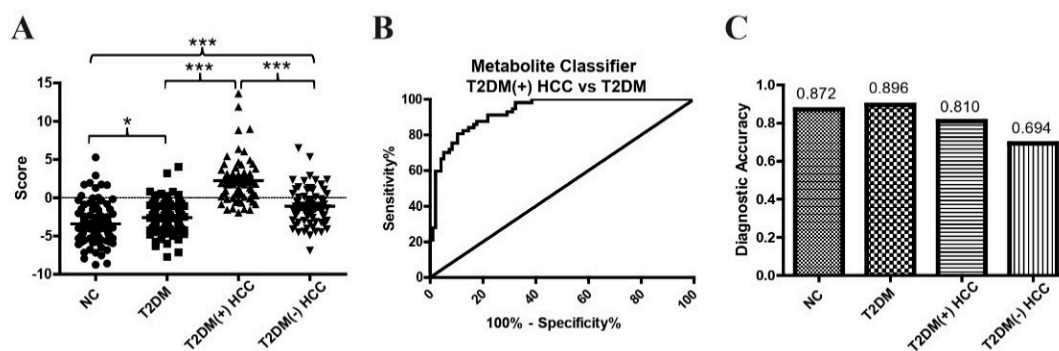 A
***
***
***
*
Score
15
10
5
0
-5
-10
NC
T2DM
T2DM(+) HCC
T2DM(-) HCC
B
Metabolite Classifier
T2DM(+) HCC vs T2DM
Sensitivity%
100
80
60
40
20
0
0
20
40
60
80
100
100% - Specificity%
C
Diagnostic Accuracy
1.0
0.8
0.6
0.4
0.2
0.0
0.872
0.896
0.810
0.694
NC
T2DM
T2DM(+) HCC
T2DM(-) HCC